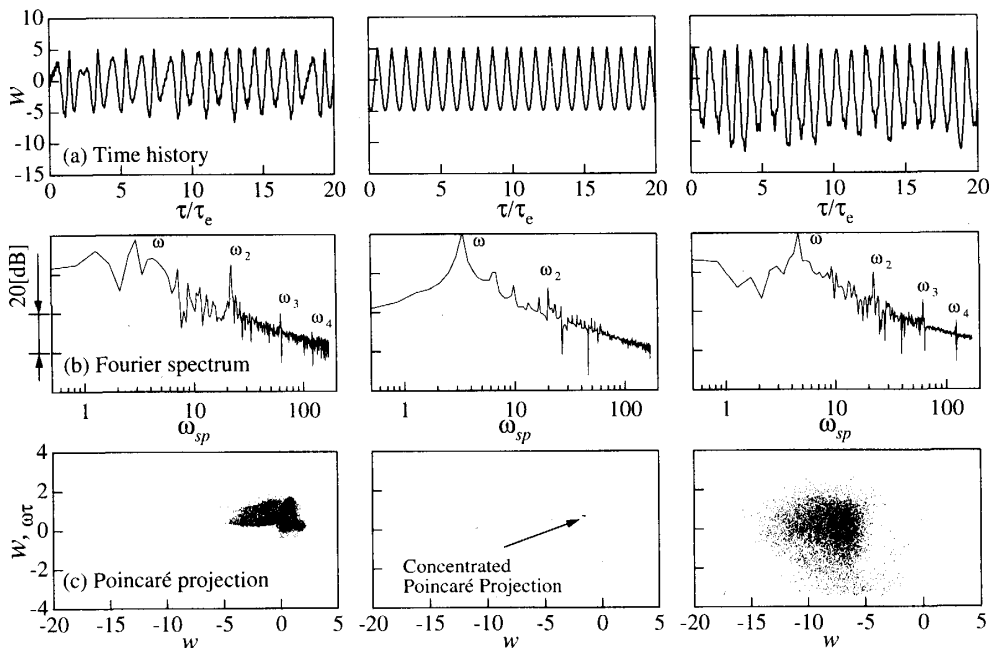 10
5
0
-5
-10
-15
w
(a) Time history
0 5 10 15 20
0 5 10 15 20
0 5 10 15 20
τ/τe
τ/τe
τ/τe
20[dB]
ω
ω2
ω3
ω4
(b) Fourier spectrum
ω
ω2
ω
ω2
ω3
ω4
1 10 100
1 10 100
1 10 100
ωsp
ωsp
ωsp
4
2
0
-2
-4
w, ωτ
(c) Poincaré projection
Concentrated
Poincaré Projection
-20 -15 -10 -5 0 5
-20 -15 -10 -5 0 5
-20 -15 -10 -5 0 5
w
w
w